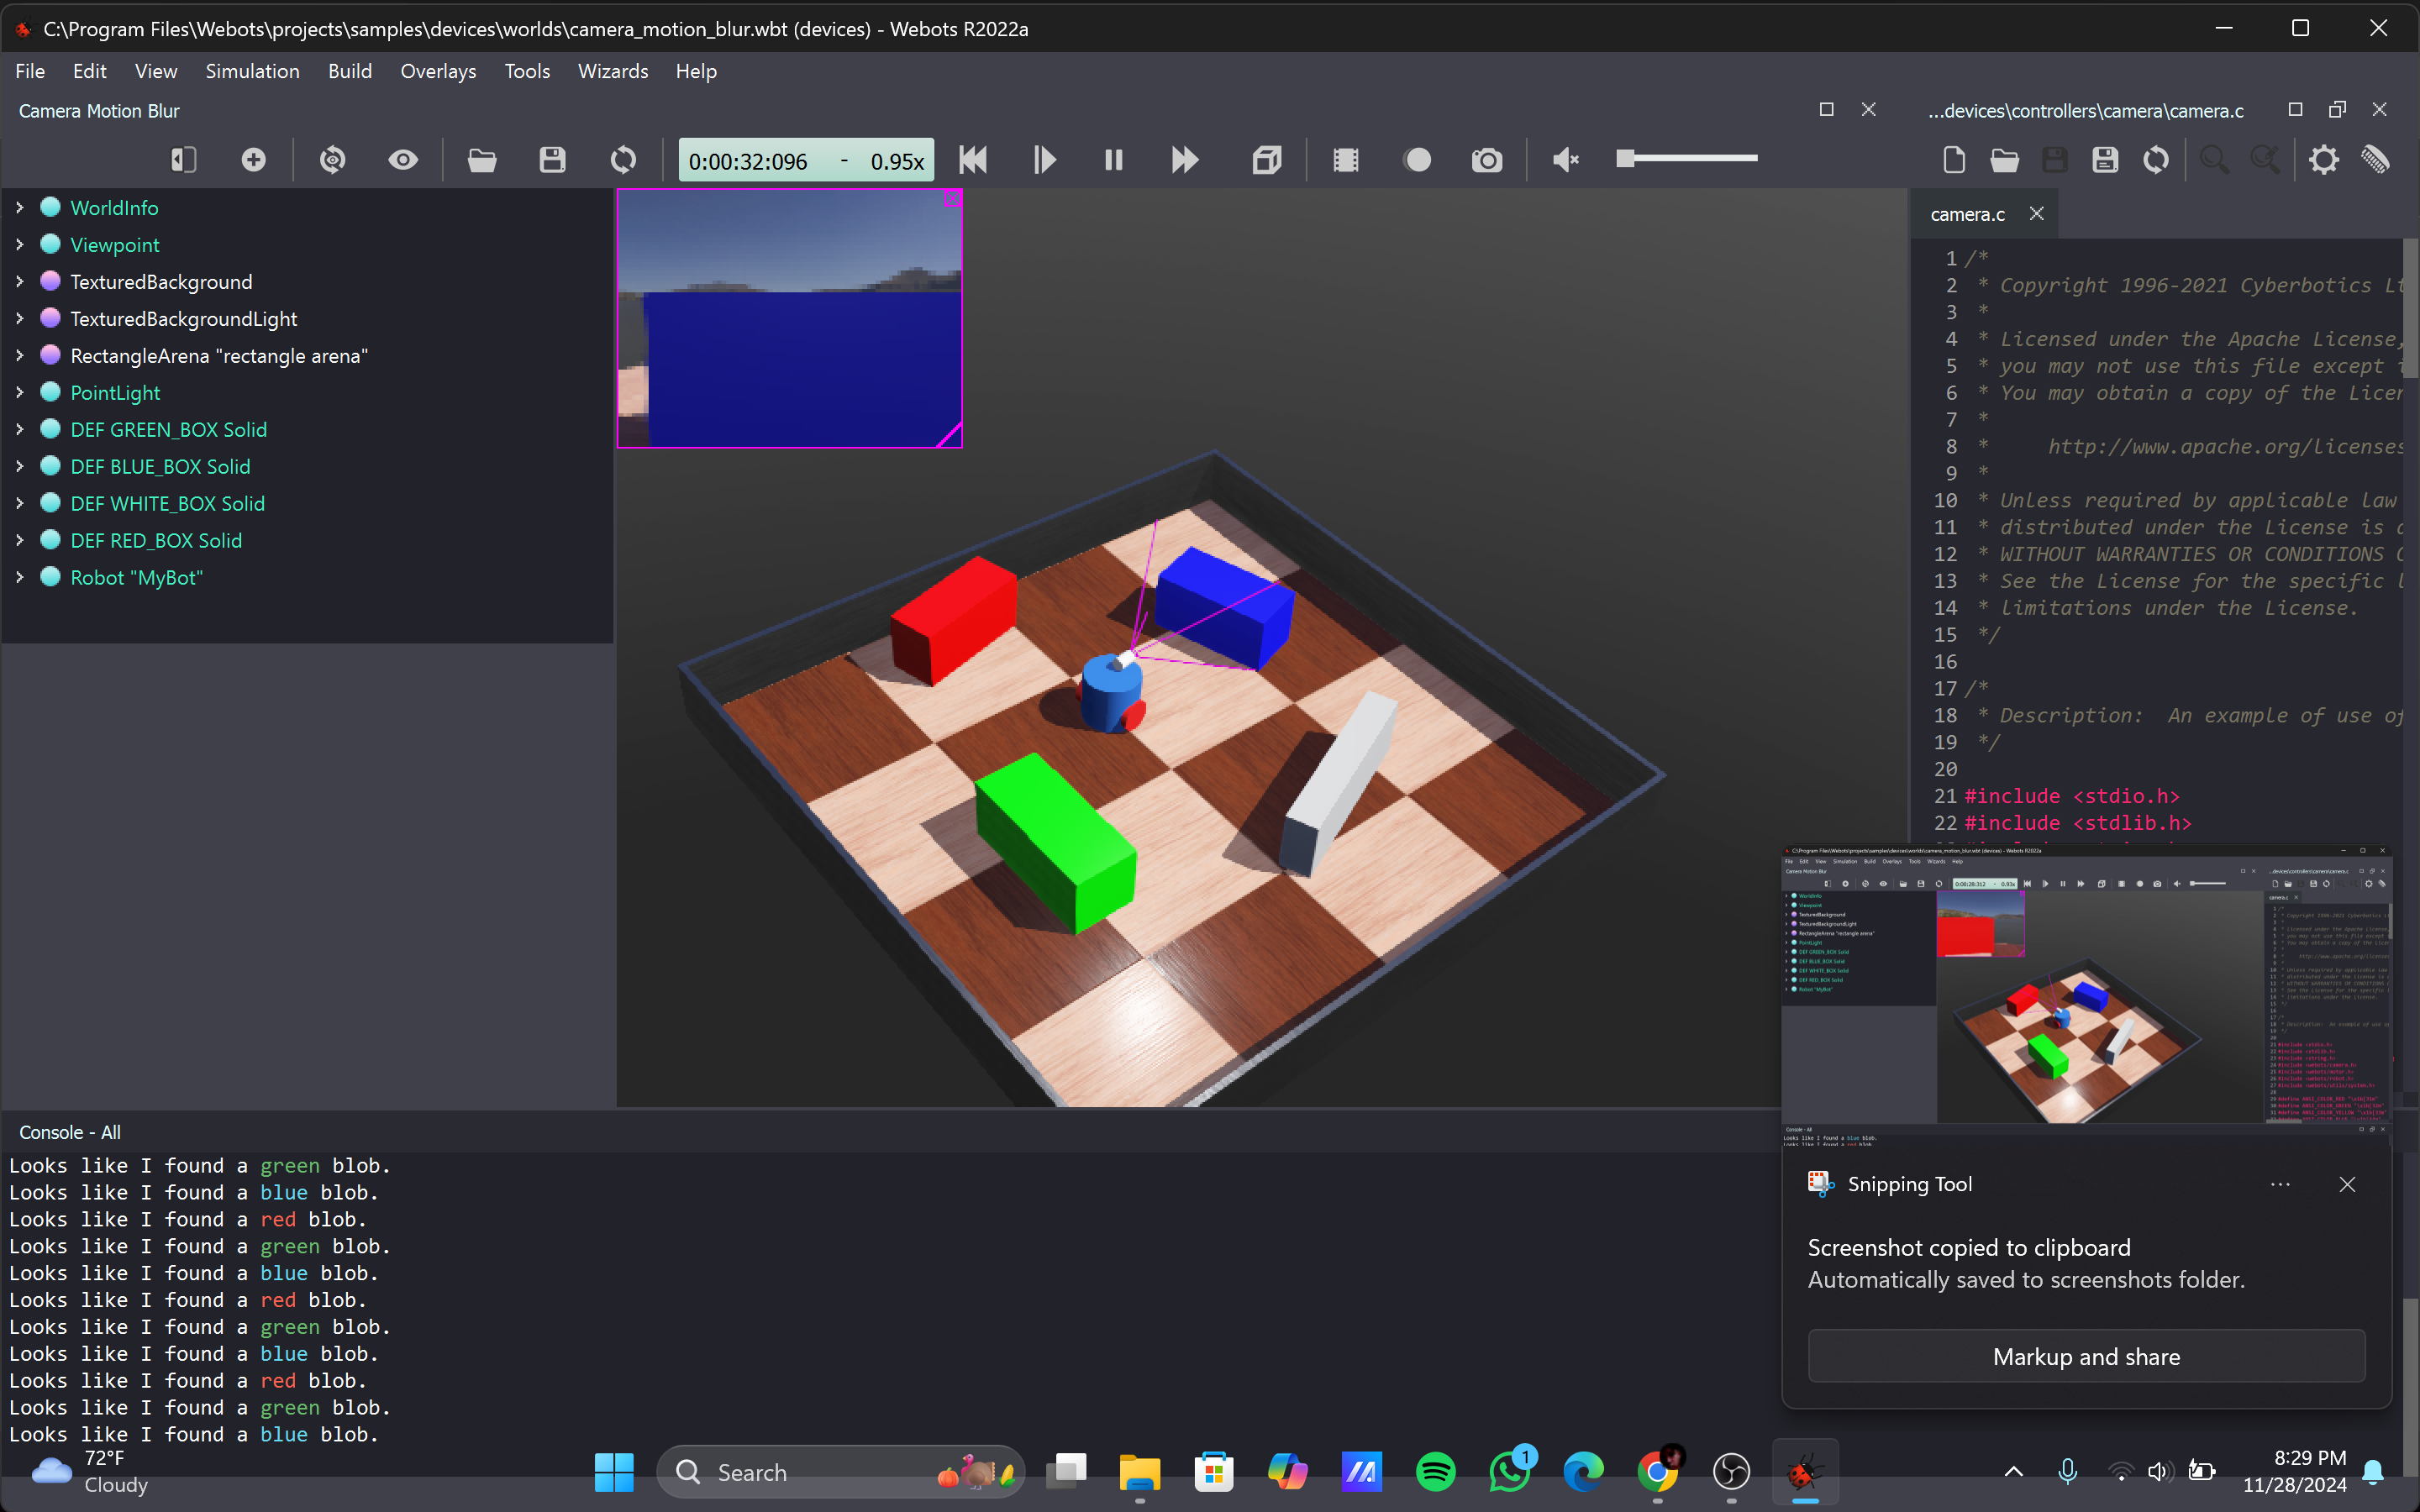 C:\Program Files\Webots\projects\samples\devices\worlds\camera_motion_blur.wbt (devices) - Webots R2022a
File Edit View Simulation Build Overlays Tools Wizards Help
Camera Motion Blur
...devices\controllers\camera\camera.c
0:00:32:096 - 0.95x
WorldInfo
Viewpoint
TexturedBackground
TexturedBackgroundLight
RectangleArena "rectangle arena"
PointLight
DEF GREEN_BOX Solid
DEF BLUE_BOX Solid
DEF WHITE_BOX Solid
DEF RED_BOX Solid
Robot "MyBot"
camera.c
1 /*
2 * Copyright 1996-2021 Cyberbotics Lt
3 *
4 * Licensed under the Apache License,
5 * you may not use this file except i
6 * You may obtain a copy of the Licen
7 *
8 * http://www.apache.org/licenses
9 *
10 * Unless required by applicable law
11 * distributed under the License is d
12 * WITHOUT WARRANTIES OR CONDITIONS O
13 * See the License for the specific l
14 * limitations under the License.
15 */
16
17 /*
18 * Description: An example of use of
19 */
20
21 #include <stdio.h>
22 #include <stdlib.h>
Console - All
Looks like I found a green blob.
Looks like I found a blue blob.
Looks like I found a red blob.
Looks like I found a green blob.
Looks like I found a blue blob.
Looks like I found a red blob.
Looks like I found a green blob.
Looks like I found a blue blob.
Looks like I found a red blob.
Looks like I found a green blob.
Looks like I found a blue blob.
Snipping Tool
Screenshot copied to clipboard
Automatically saved to screenshots folder.
Markup and share
72°F
Cloudy
Search
1
8:29 PM
11/28/2024